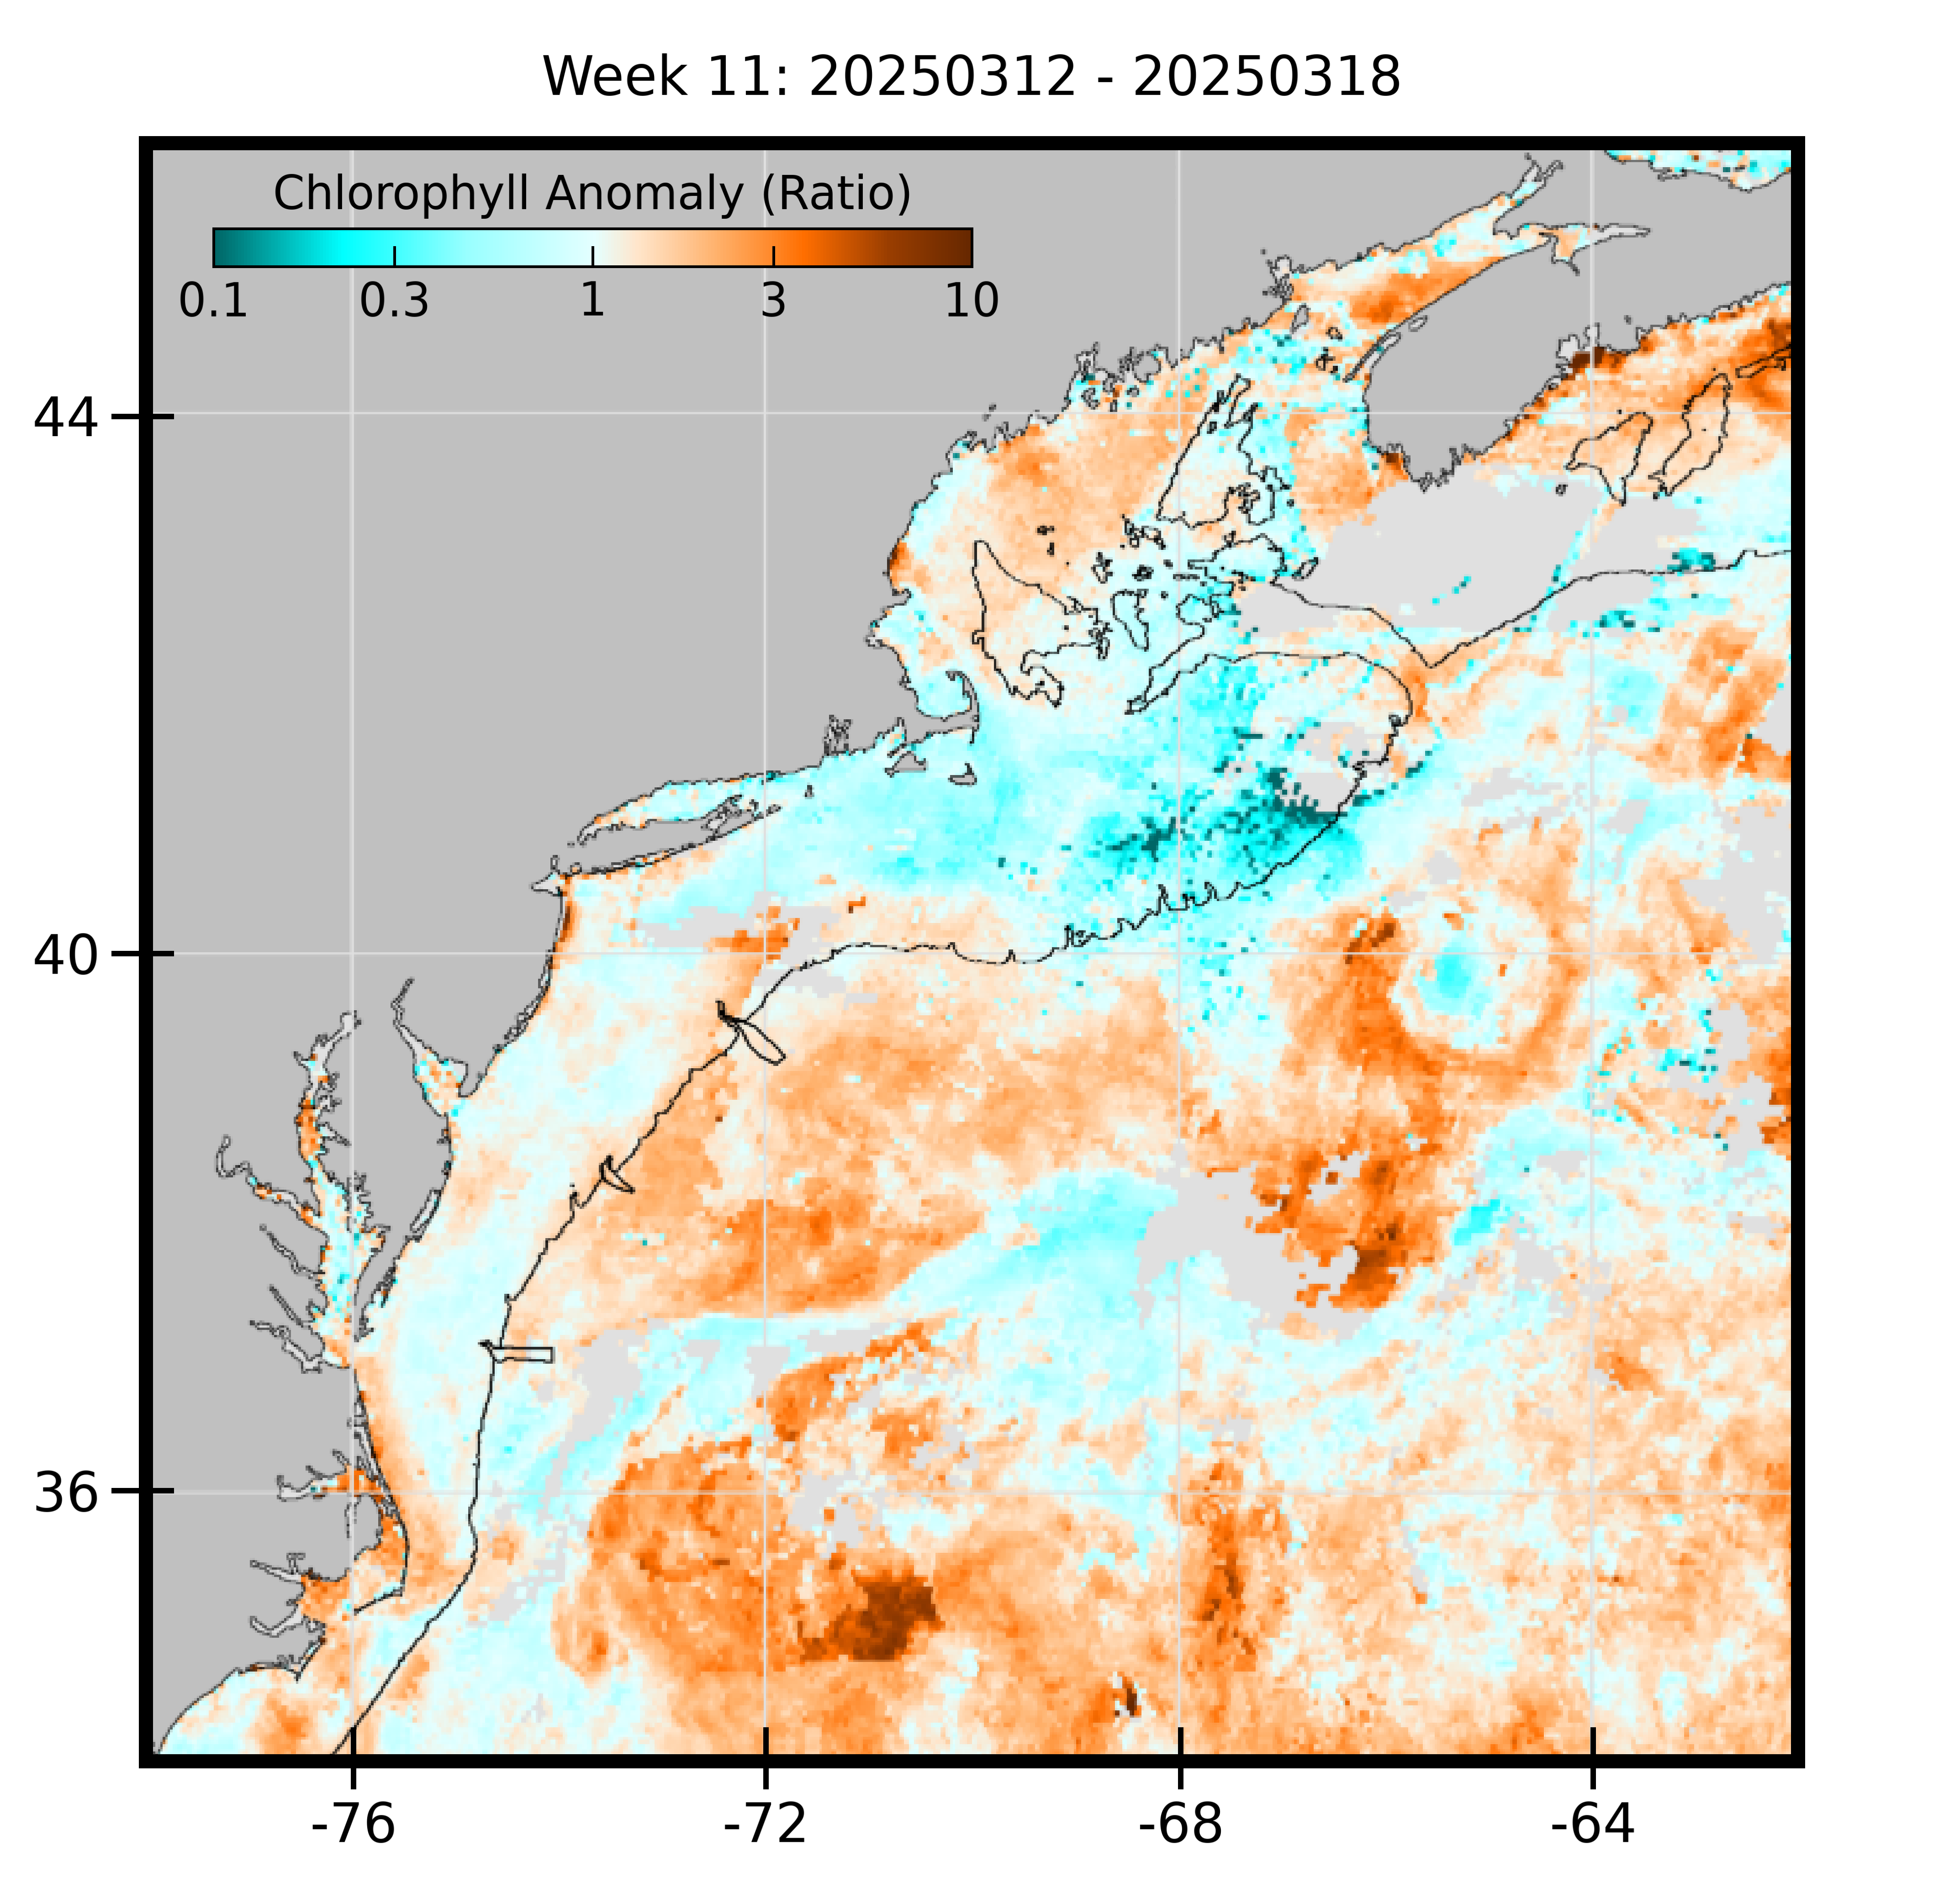 Week 11: 20250312 - 20250318
Chlorophyll Anomaly (Ratio)
0.1 0.3 1 3 10
44
40
36
-76 -72 -68 -64